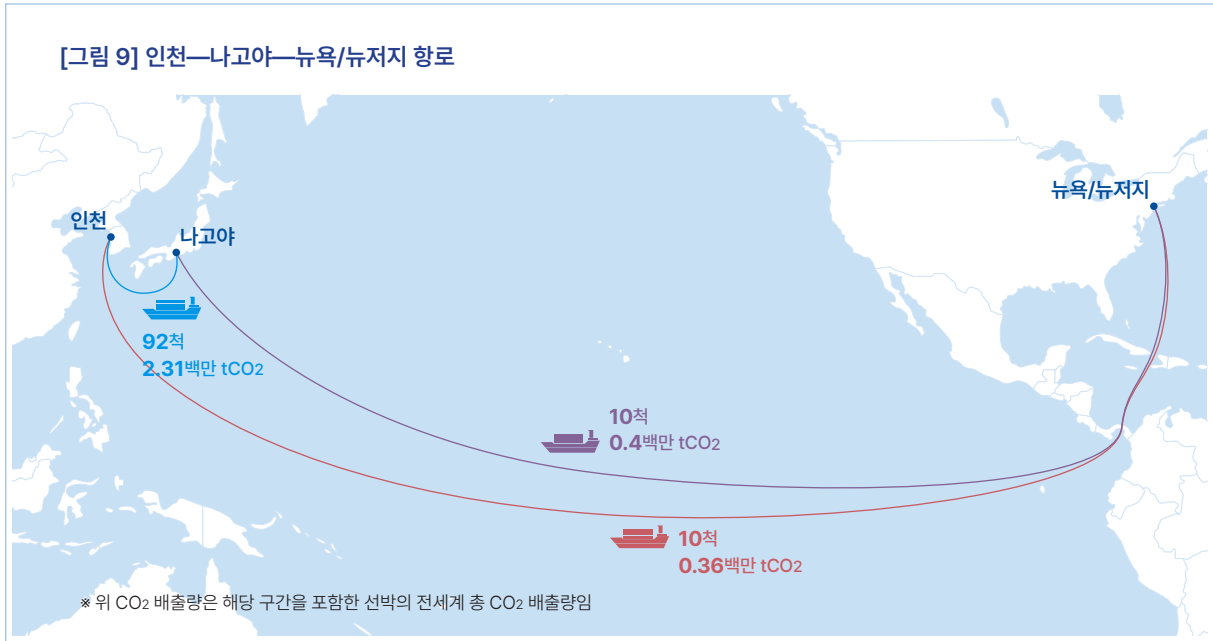 [그림 9] 인천—나고야—뉴욕/뉴저지 항로
뉴욕/뉴저지
인천
나고야
92척
2.31백만 tCO2
10척
0.4백만 tCO2
10척
0.36백만 tCO2
※ 위 CO2 배출량은 해당 구간을 포함한 선박의 전세계 총 CO2 배출량임